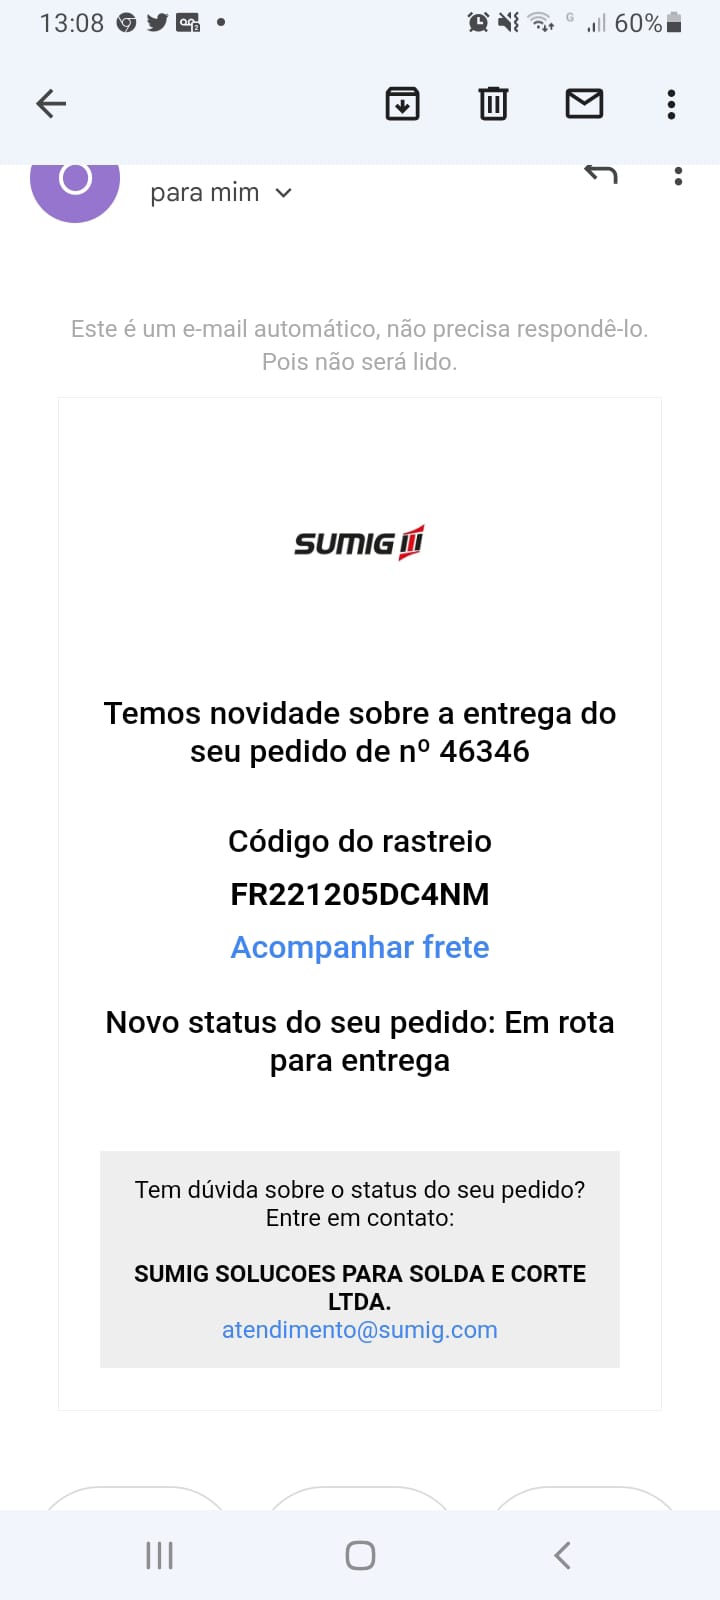 13:08
G
60%
para mim
Este é um e-mail automático, não precisa respondê-lo.
Pois não será lido.
SUMIG
Temos novidade sobre a entrega do
seu pedido de nº 46346
Código do rastreio
FR221205DC4NM
Acompanhar frete
Novo status do seu pedido: Em rota
para entrega
Tem dúvida sobre o status do seu pedido?
Entre em contato:
SUMIG SOLUCOES PARA SOLDA E CORTE
LTDA.
atendimento@sumig.com